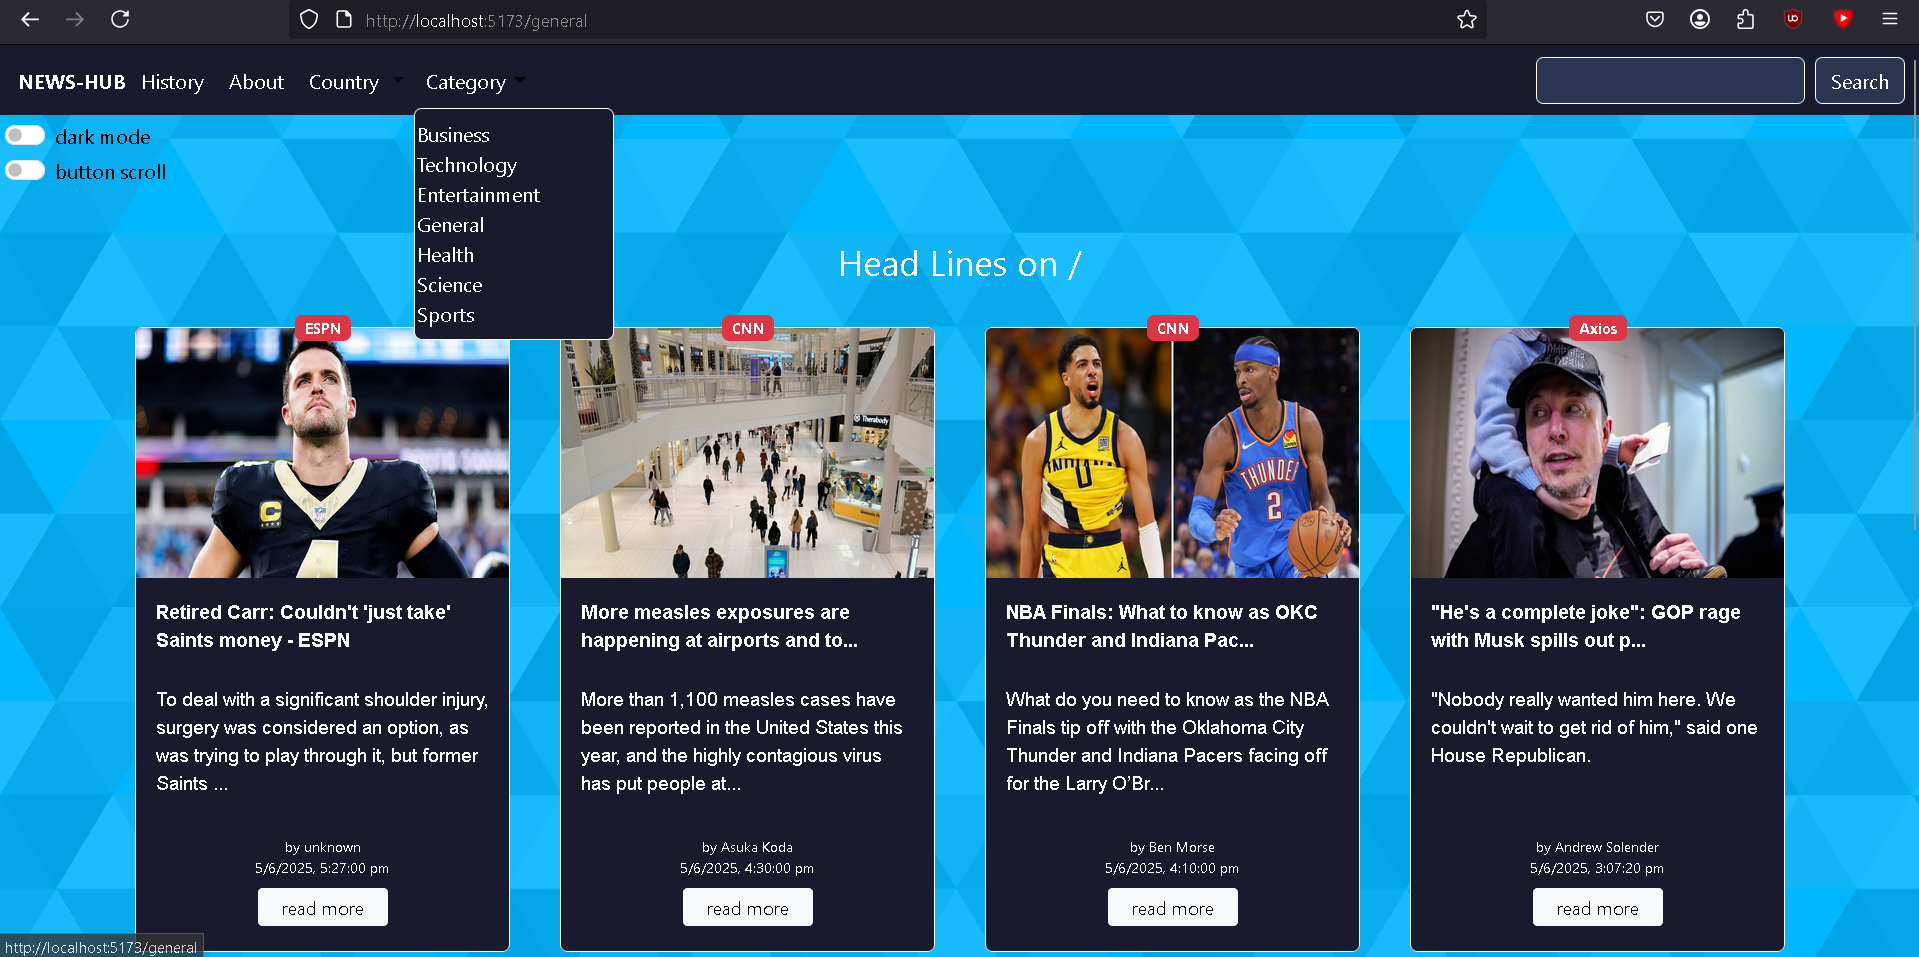 http://localhost:5173/general
NEWS-HUB History About Country Category Search
dark mode
button scroll
Business
Technology
Entertainment
General
Health
Science
Sports
Head Lines on /
ESPN
Retired Carr: Couldn't 'just take'
Saints money - ESPN
To deal with a significant shoulder injury,
surgery was considered an option, as
was trying to play through it, but former
Saints ...
by unknown
5/6/2025, 5:27:00 pm
read more
CNN
Therabody
More measles exposures are
happening at airports and to...
More than 1,100 measles cases have
been reported in the United States this
year, and the highly contagious virus
has put people at...
by Asuka Koda
5/6/2025, 4:30:00 pm
read more
CNN
INDIANA
0
THUNDER
2
NBA Finals: What to know as OKC
Thunder and Indiana Pac...
What do you need to know as the NBA
Finals tip off with the Oklahoma City
Thunder and Indiana Pacers facing off
for the Larry O’Br...
by Ben Morse
5/6/2025, 4:10:00 pm
read more
Axios
"He's a complete joke": GOP rage
with Musk spills out p...
"Nobody really wanted him here. We
couldn't wait to get rid of him," said one
House Republican.
by Andrew Solender
5/6/2025, 3:07:20 pm
read more
http://localhost:5173/general